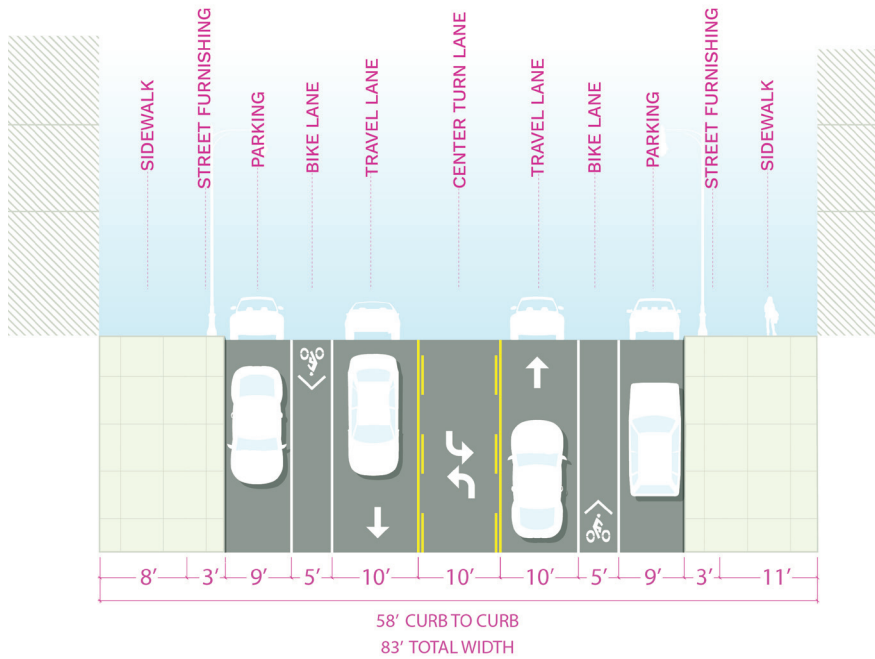 SIDEWALK
STREET FURNISHING
PARKING
BIKE LANE
TRAVEL LANE
CENTER TURN LANE
TRAVEL LANE
BIKE LANE
PARKING
STREET FURNISHING
SIDEWALK
8’ 3’ 9’ 5’ 10’ 10’ 10’ 5’ 9’ 3’ 11’
58’ CURB TO CURB
83’ TOTAL WIDTH